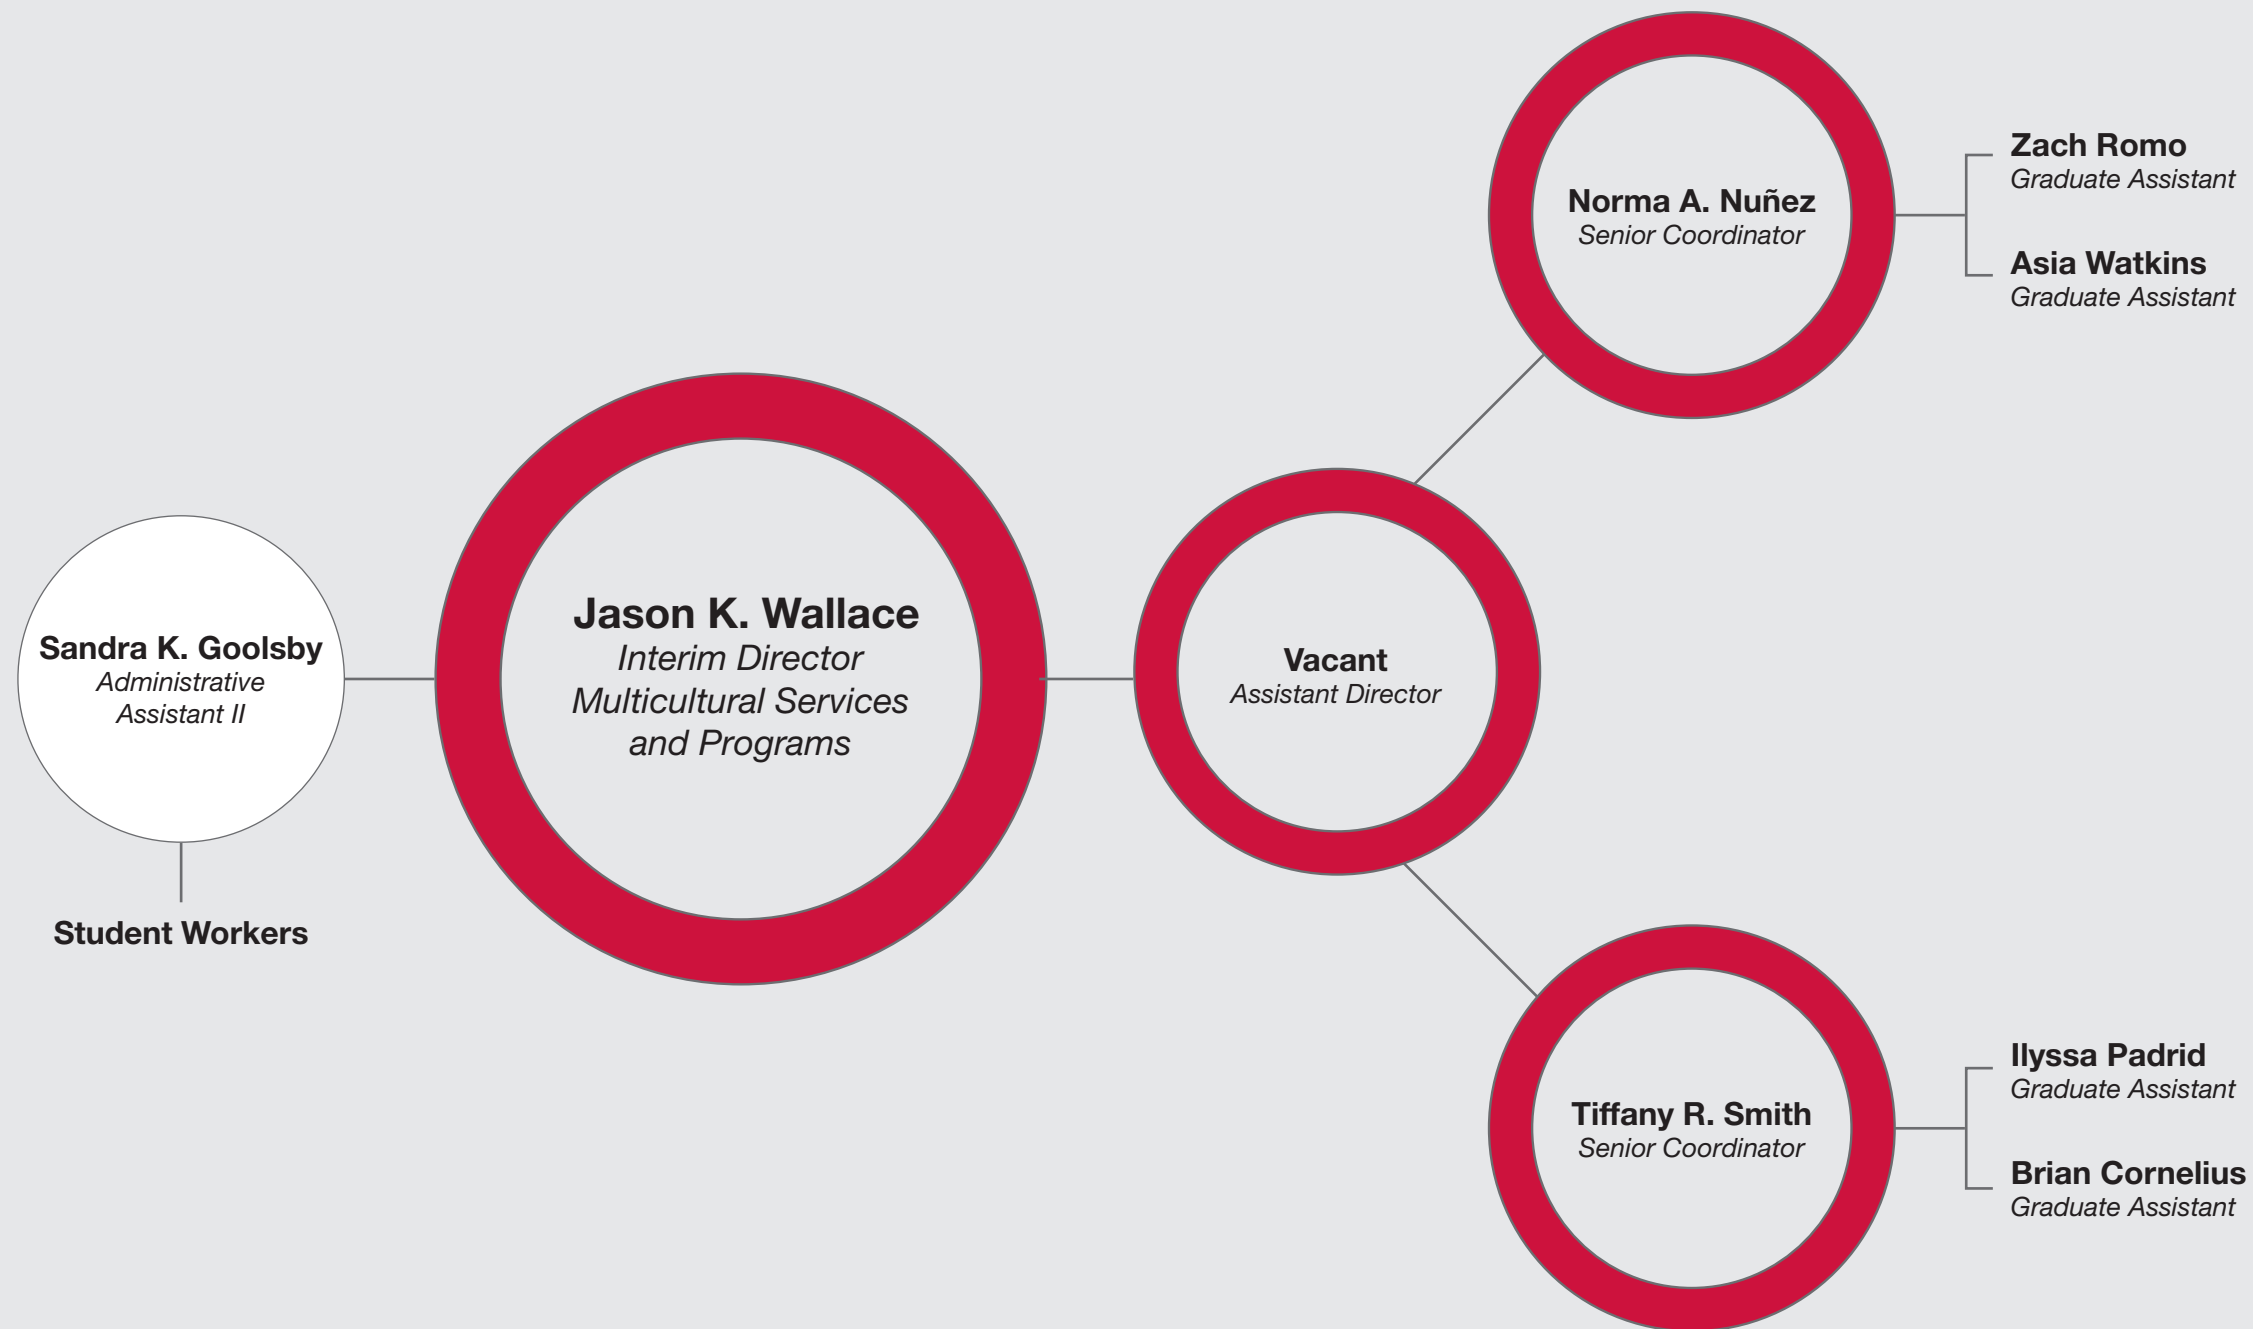 Sandra K. Goolsby
Administrative
Assistant II
Student Workers
Jason K. Wallace
Interim Director
Multicultural Services
and Programs
Vacant
Assistant Director
Norma A. Nuñez
Senior Coordinator
Zach Romo
Graduate Assistant
Asia Watkins
Graduate Assistant
Tiffany R. Smith
Senior Coordinator
Ilyssa Padrid
Graduate Assistant
Brian Cornelius
Graduate Assistant